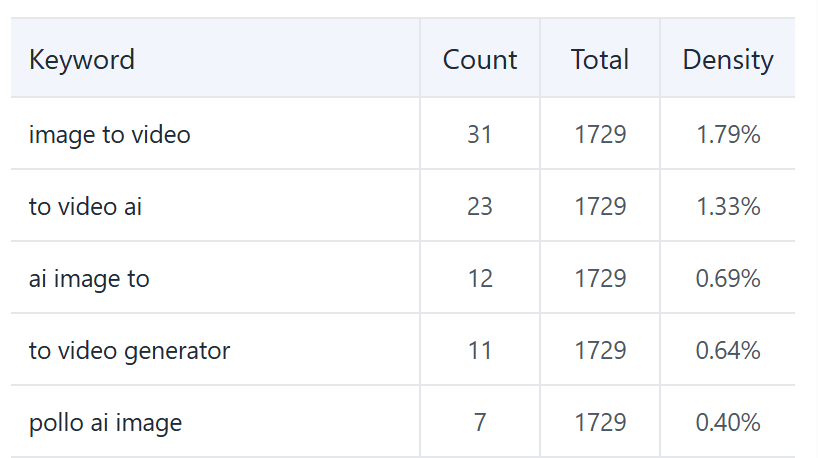 Keyword Count Total Density
image to video 31 1729 1.79%
to video ai 23 1729 1.33%
ai image to 12 1729 0.69%
to video generator 11 1729 0.64%
pollo ai image 7 1729 0.40%